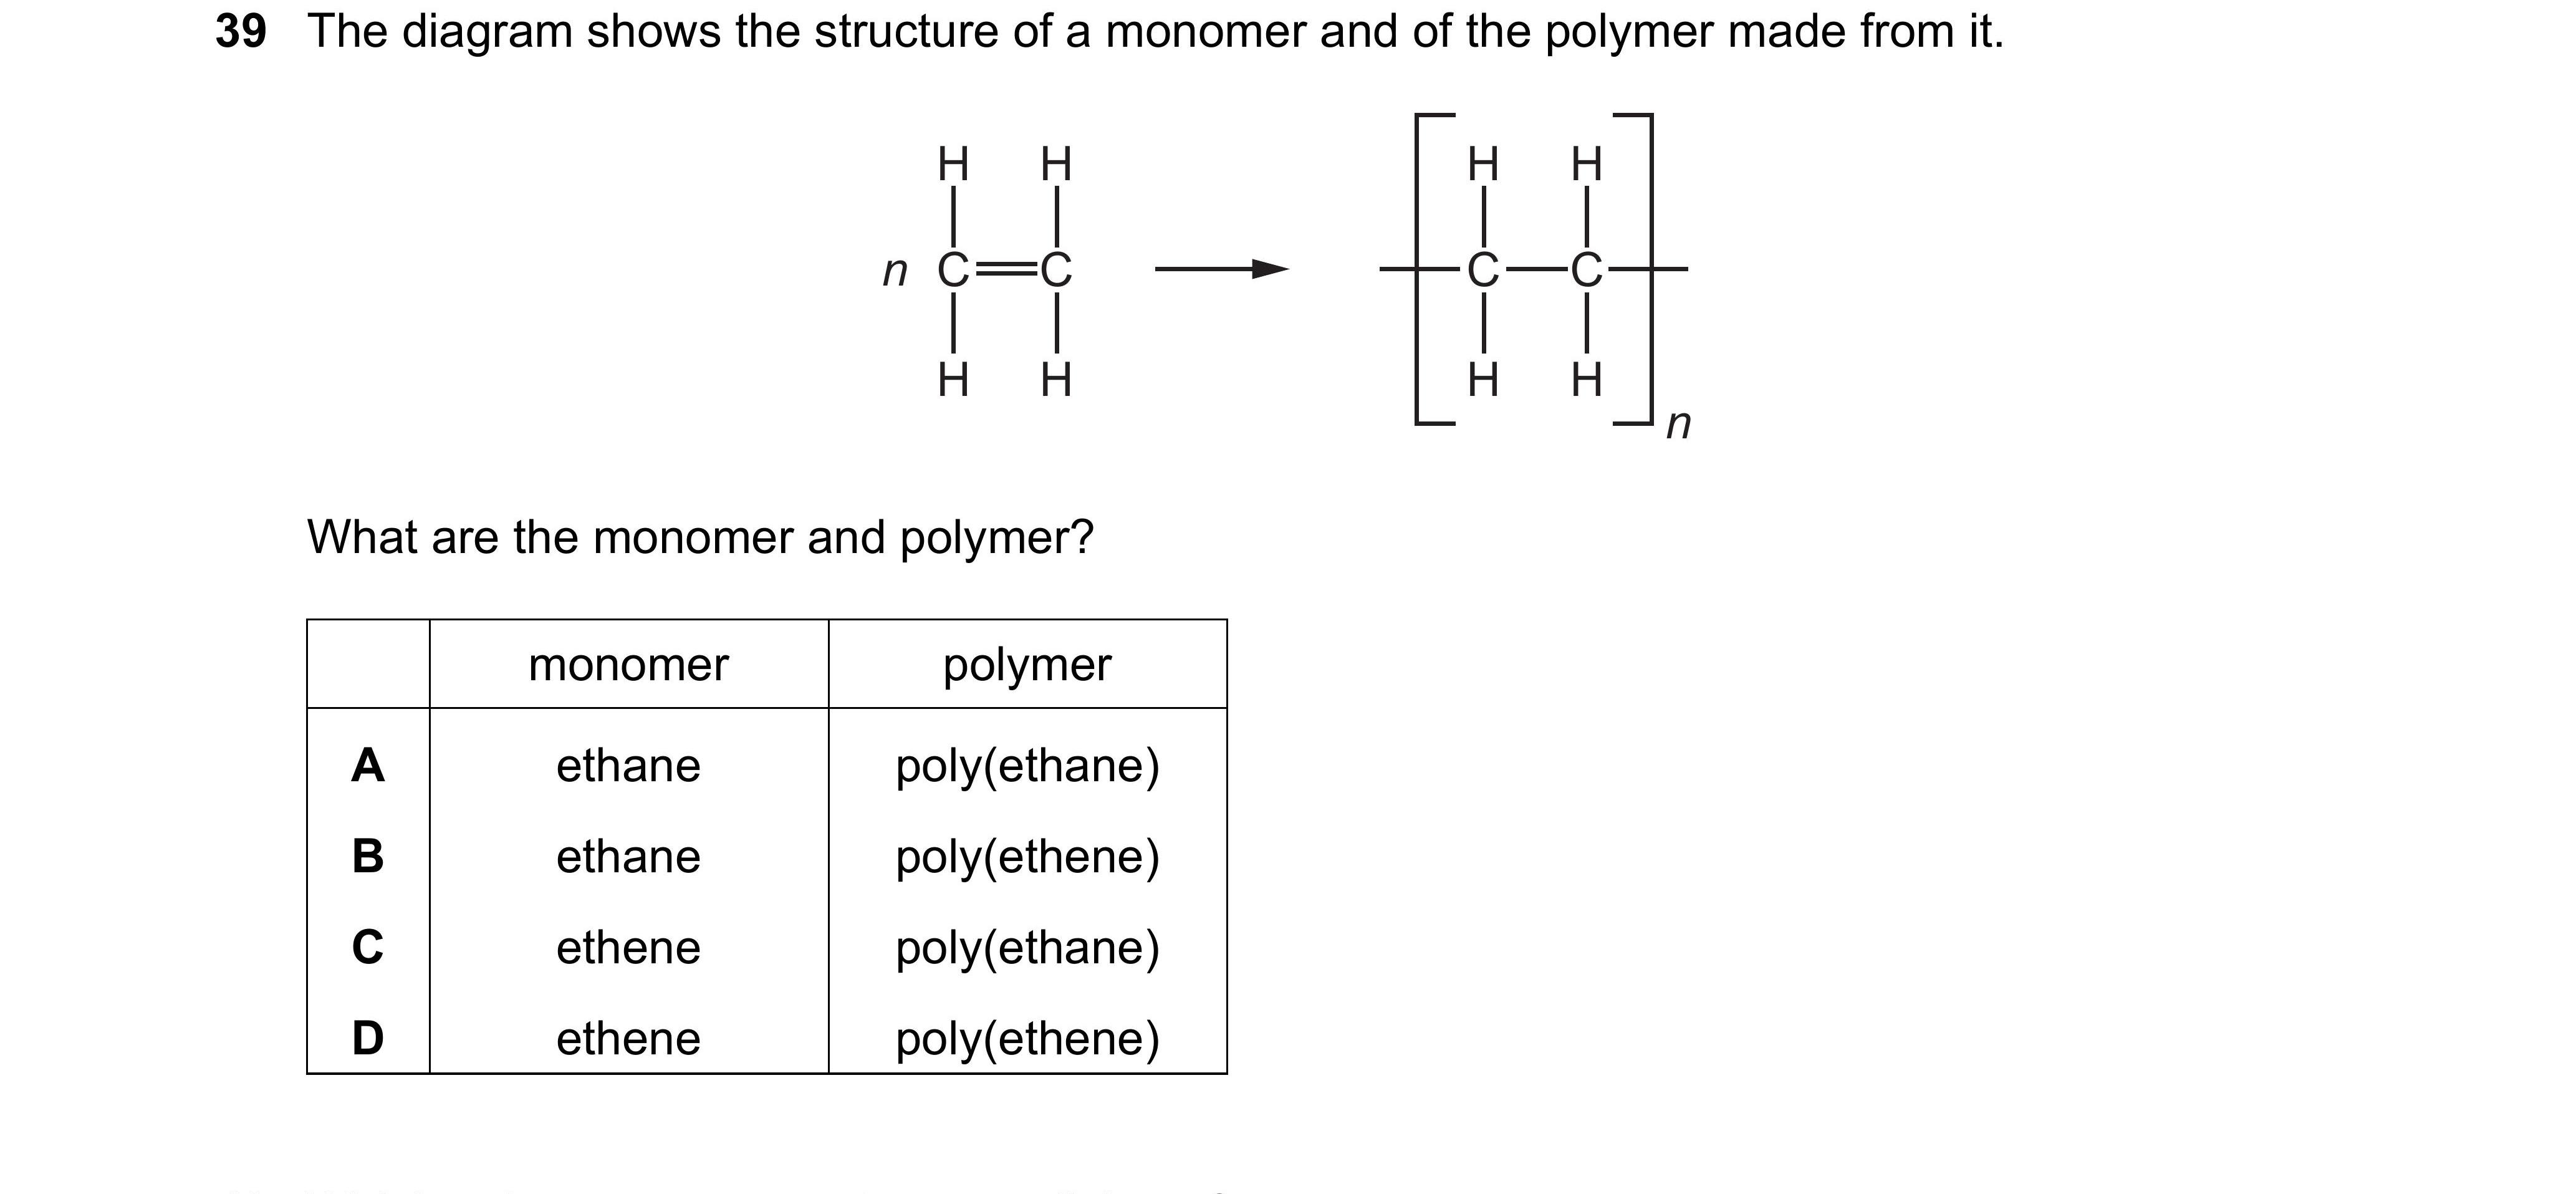 39 The diagram shows the structure of a monomer and of the polymer made from it.
H H H H
n C C C C
H H H H
n
What are the monomer and polymer?
monomer polymer
A ethane poly(ethane)
B ethane poly(ethene)
C ethene poly(ethane)
D ethene poly(ethene)